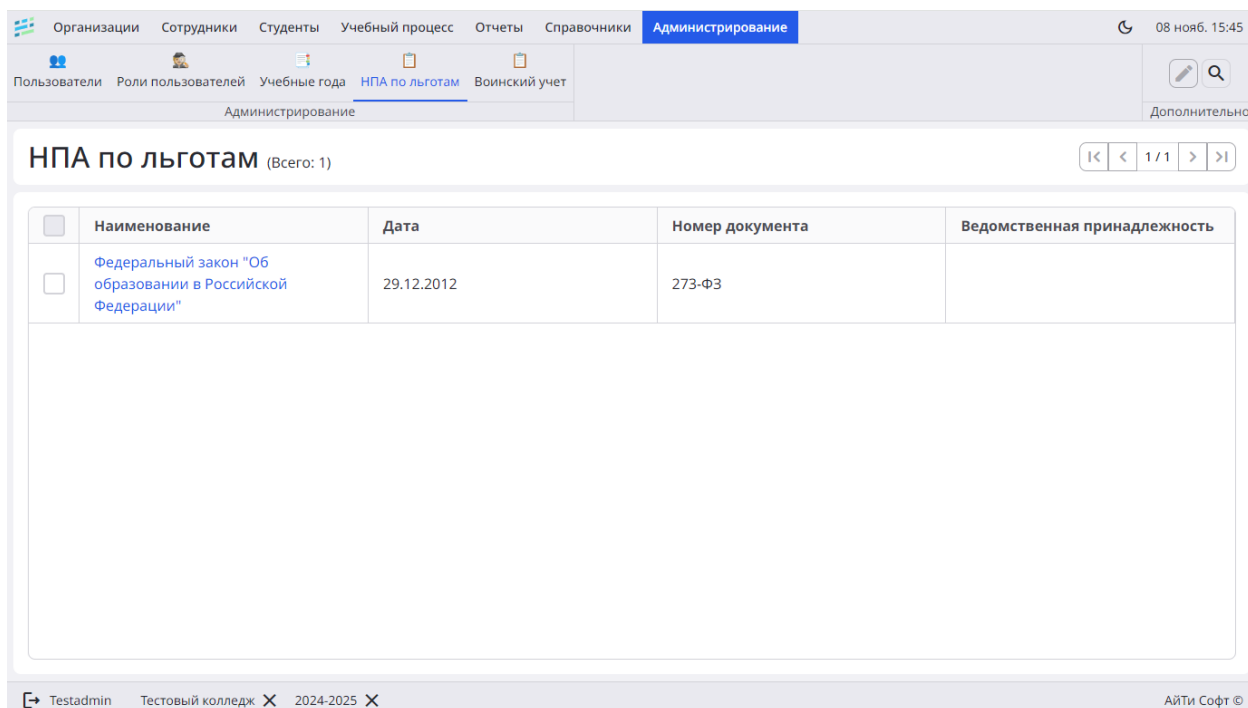 Организации Сотрудники Студенты Учебный процесс Отчеты Справочники Администрирование 08 нояб. 15:45
Пользователи Роли пользователей Учебные года НПА по льготам Воинский учет
Администрирование Дополнительно
НПА по льготам (Всего: 1) 1 / 1
Наименование Дата Номер документа Ведомственная принадлежность
Федеральный закон "Об
образовании в Российской
Федерации"
29.12.2012 273-ФЗ
Testadmin Тестовый колледж 2024-2025 АйТи Софт ©